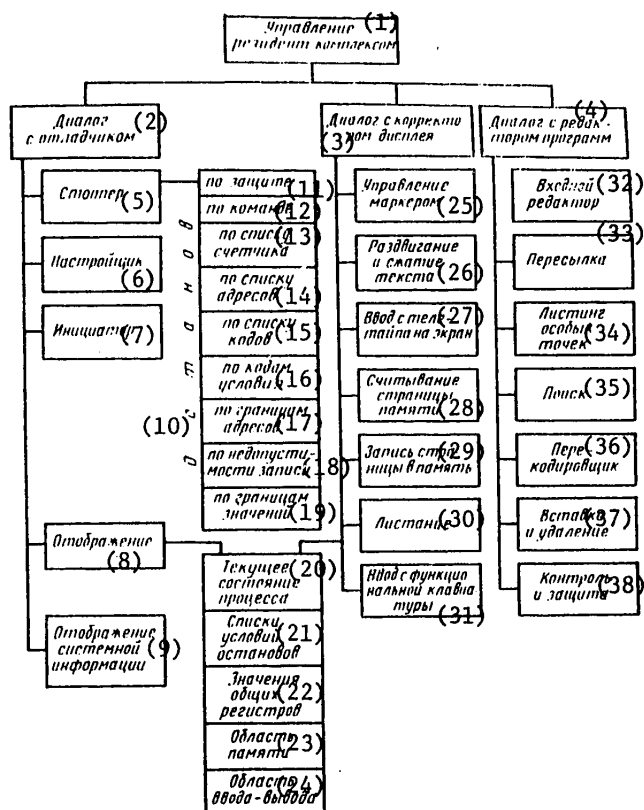 Управление (1)
резидент комплексом
Диалог (2)
с отладчиком
Диалог с корректо
(3) ром дисплея
(4)
Диалог с редак-
тором программ
Стоппер (5)
Настройщик
(6)
Инициатор (7)
Отображение
(8)
Отображение
системной (9)
информации
(10) Останов
по защите (11)
по команде (12)
по списку (13)
счетчика
по списку
адресов (14)
по списку
кодов (15)
по кодам
условий (16)
по границам
адресов (17)
по недопусти-
мости записи (18)
по границам
значений (19)
Текущее (20)
состояние
процесса
Списки
условий (21)
остановов
Значения
общих (22)
регистров
Область
памяти (23)
Область (24)
ввода-вывода
Управление
маркером (25)
Раздвигание
и сжатие
текста (26)
Ввод с теле (27)
тайпа на экран
Считывание
страницы
памяти (28)
Запись стра (29)
ницы в память
Листание (30)
Ввод с функцио
нальной клавиа
туры (31)
Входной (32)
редактор
(33)
Пересылка
Листинг
особых
точек (34)
Поиск (35)
Пере (36)
кодировщик
Вставка (37)
и удаление
Контроль (38)
и защита